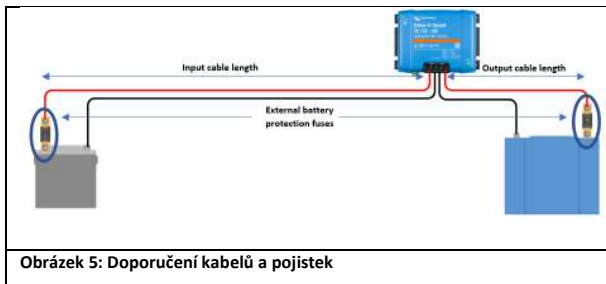 Input cable length
Output cable length
External battery
protection fuses
Obrázek 5: Doporučení kabelů a pojistek